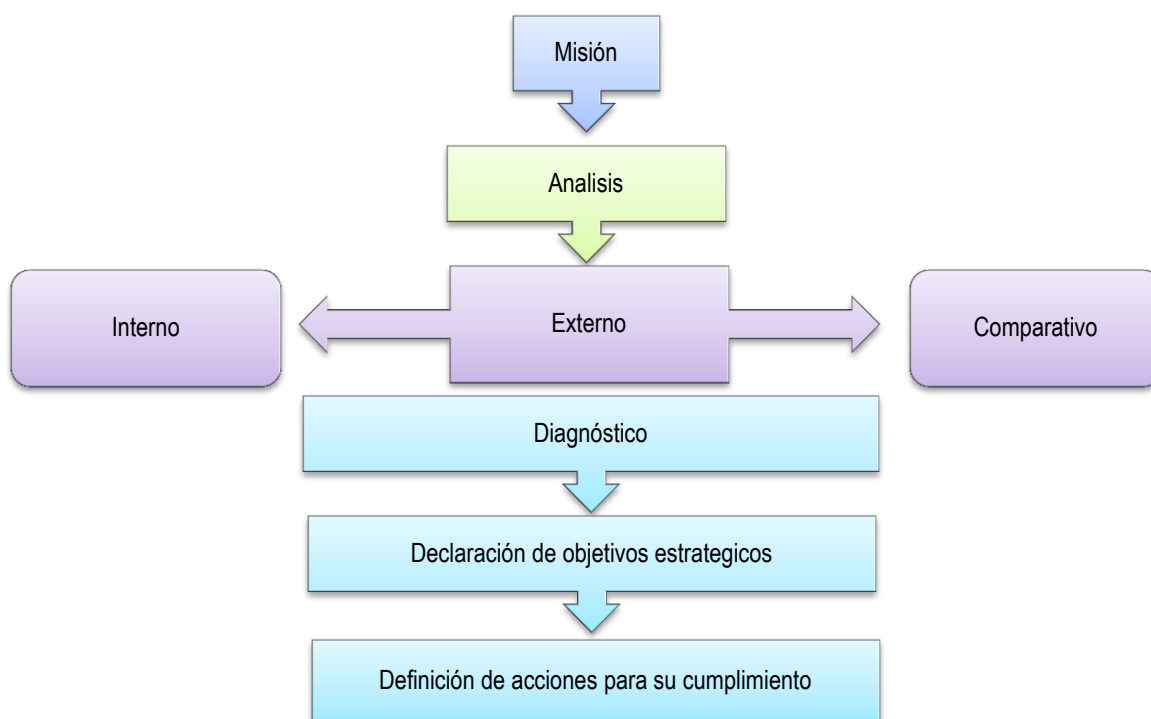 Misión
Analisis
Interno
Externo
Comparativo
Diagnóstico
Declaración de objetivos estrategicos
Definición de acciones para su cumplimiento